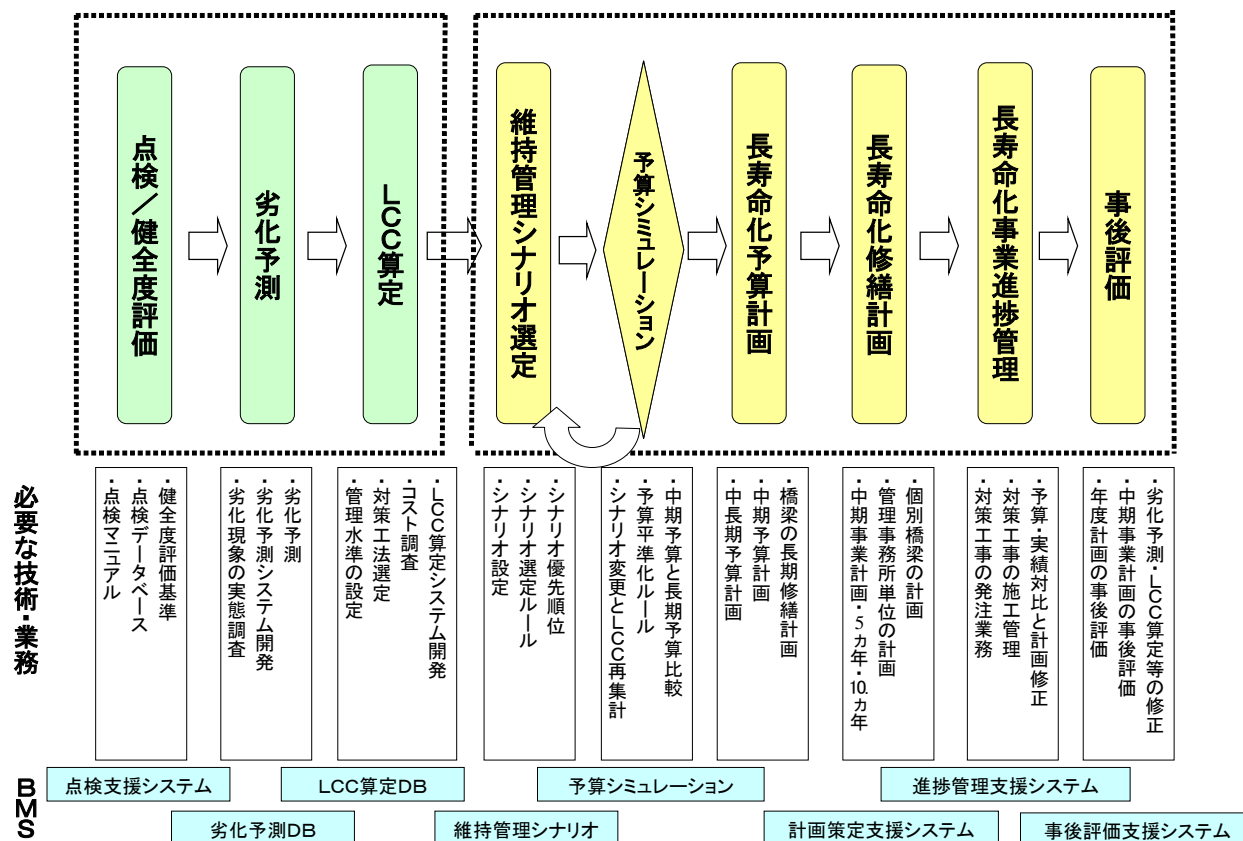 点検／健全度評価
劣化予測
ＬＣＣ算定
維持管理シナリオ選定
予算シミュレーション
長寿命化予算計画
長寿命化修繕計画
長寿命化事業進捗管理
事後評価
必要な技術・業務
健全度評価基準
・点検データベース
・点検マニュアル
劣化予測
・劣化予測システム開発
・劣化現象の実態調査
・ＬＣＣ算定システム開発
・コスト調査
・対策工法選定
・管理水準の設定
・シナリオ優先順位
・シナリオ選定ルール
・シナリオ設定
・中期予算と長期予算比較
・予算平準化ルール
・シナリオ変更とＬＣＣ再集計
・橋梁の長期修繕計画
・中期予算計画
・中長期予算計画
・個別橋梁の計画
・管理事務所単位の計画
・中期事業計画・５ヵ年・10ヵ年
・予算・実績対比と計画修正
・対策工事の施工管理
・対策工事の発注業務
・劣化予測・ＬＣＣ算定等の修正
・中期事業計画の事後評価
・年度計画の事後評価
ＢＭＳ
点検支援システム
LCC算定DB
予算シミュレーション
進捗管理支援システム
劣化予測DB
維持管理シナリオ
計画策定支援システム
事後評価支援システム